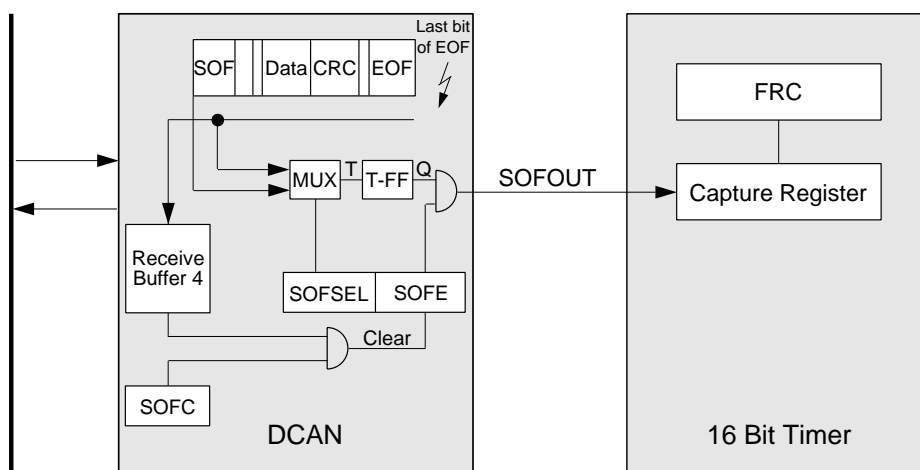 Last bit
of EOF
SOF Data CRC EOF
FRC
MUX T T-FF Q
SOFOUT
Capture Register
Receive
Buffer 4
SOFSEL SOFE
Clear
SOFC
DCAN
16 Bit Timer